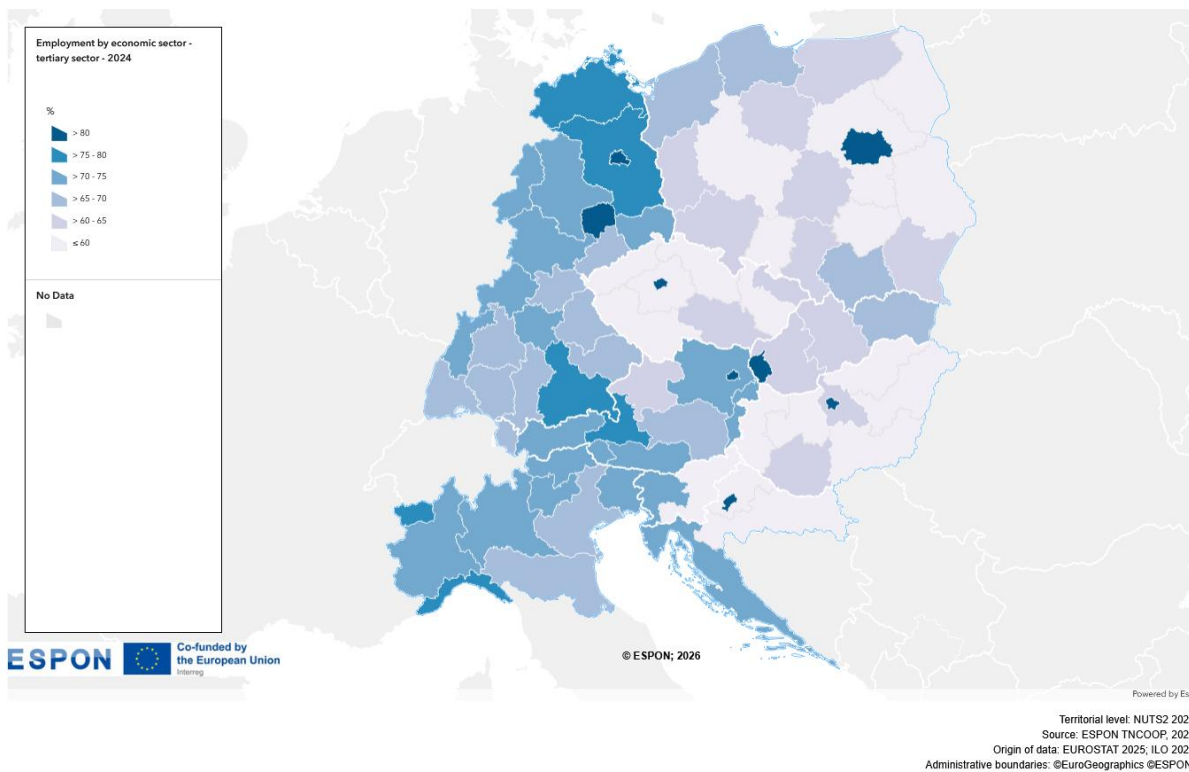 Employment by economic sector -
tertiary sector - 2024
%
> 80
> 75 - 80
> 70 - 75
> 65 - 70
> 60 - 65
≤ 60
No Data
ESPON
Co-funded by
the European Union
Interreg
© ESPON; 2026
Powered by Es
Territorial level: NUTS2 202
Source: ESPON TNCOOP, 202
Origin of data: EUROSTAT 2025; ILO 202
Administrative boundaries: ©EuroGeographics ©ESPON